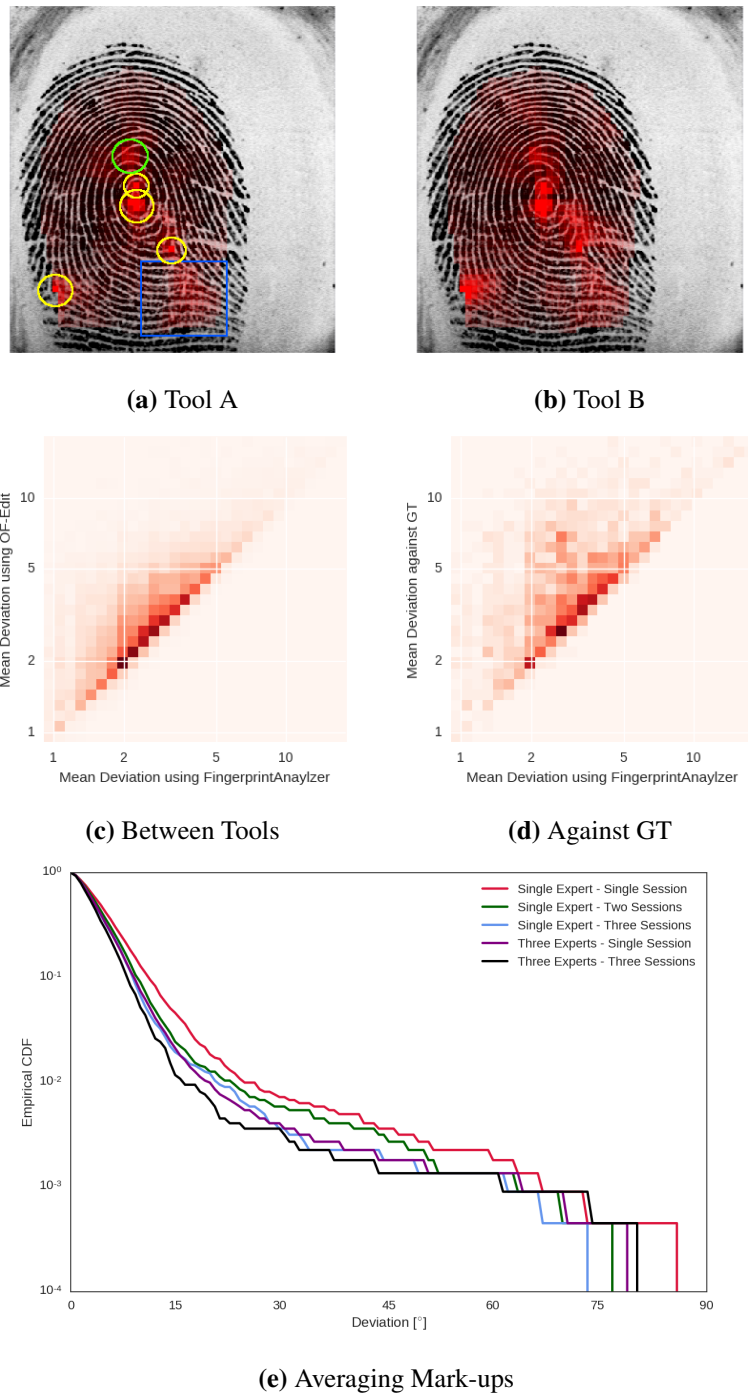 (a) Tool A
(b) Tool B
Mean Deviation using OF-Edit
10
5
2
1
1 2 5 10
Mean Deviation using FingerprintAnaylzer
Mean Deviation against GT
10
5
2
1
1 2 5 10
Mean Deviation using FingerprintAnaylzer
(c) Between Tools
(d) Against GT
Empirical CDF
10⁰
10⁻¹
10⁻²
10⁻³
10⁻⁴
Single Expert - Single Session
Single Expert - Two Sessions
Single Expert - Three Sessions
Three Experts - Single Session
Three Experts - Three Sessions
0 15 30 45 60 75 90
Deviation [°]
(e) Averaging Mark-ups